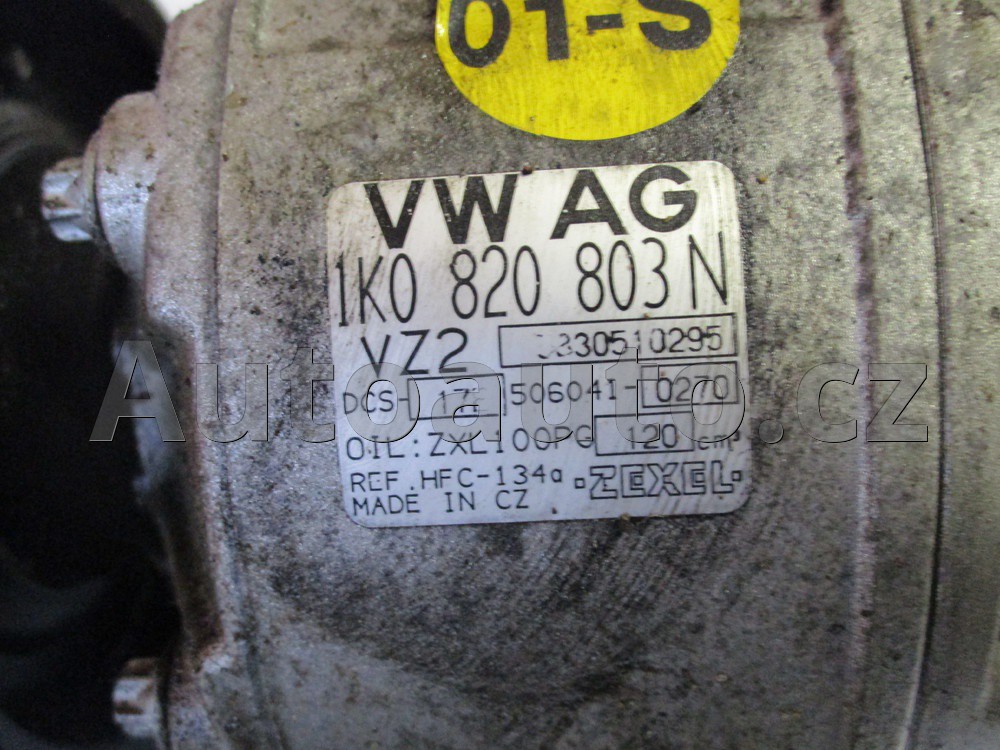 01-S
VW AG
1K0 820 803 N
VZ2
DCS- 506041- 0270
OIL: ZXL100PG 120 cm³
REF. HFC-134a ·ZEXEL·
MADE IN CZ
Autoauto.cz